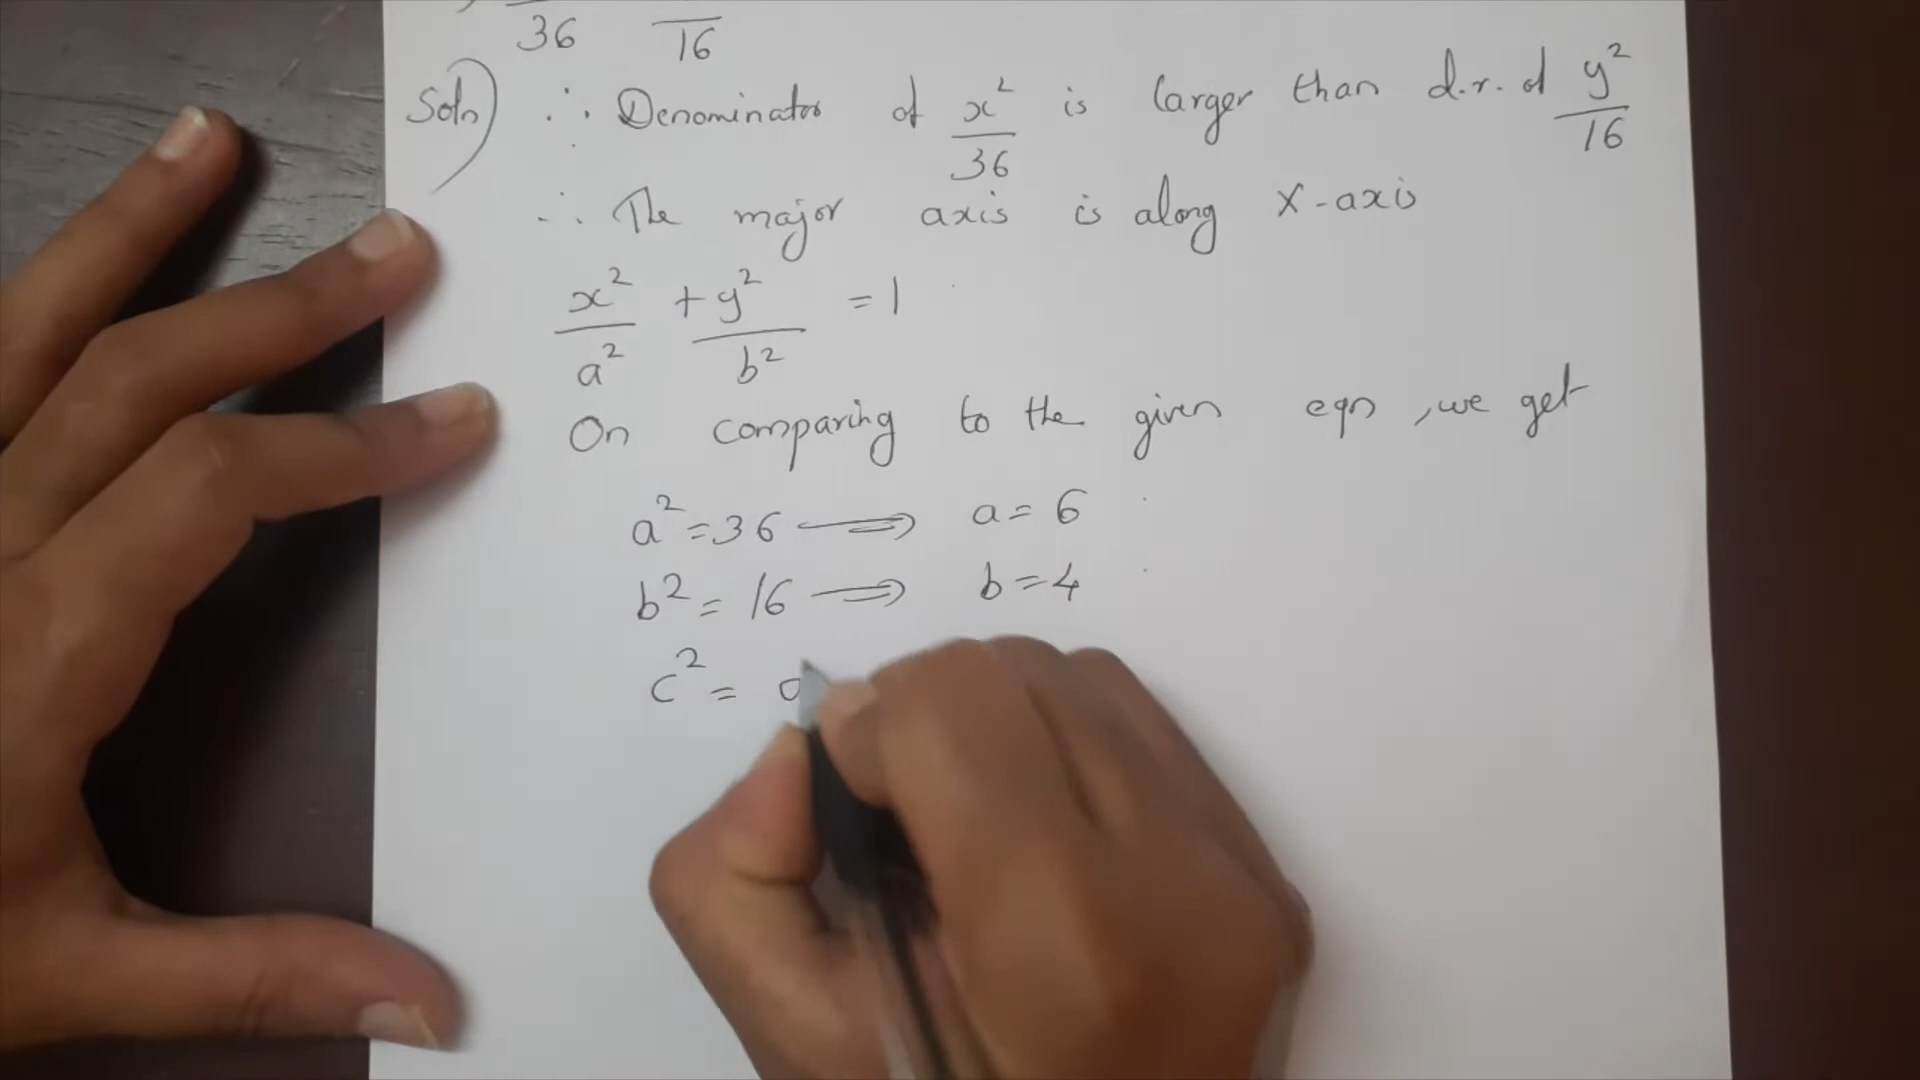 36 16
Soln) ∴ Denominator of x²/36 is larger than d.r. of y²/16
∴ The major axis is along X-axis
x²/a² + y²/b² = 1
On comparing to the given eqn, we get
a² = 36 ⟹ a = 6
b² = 16 ⟹ b = 4
c² = a